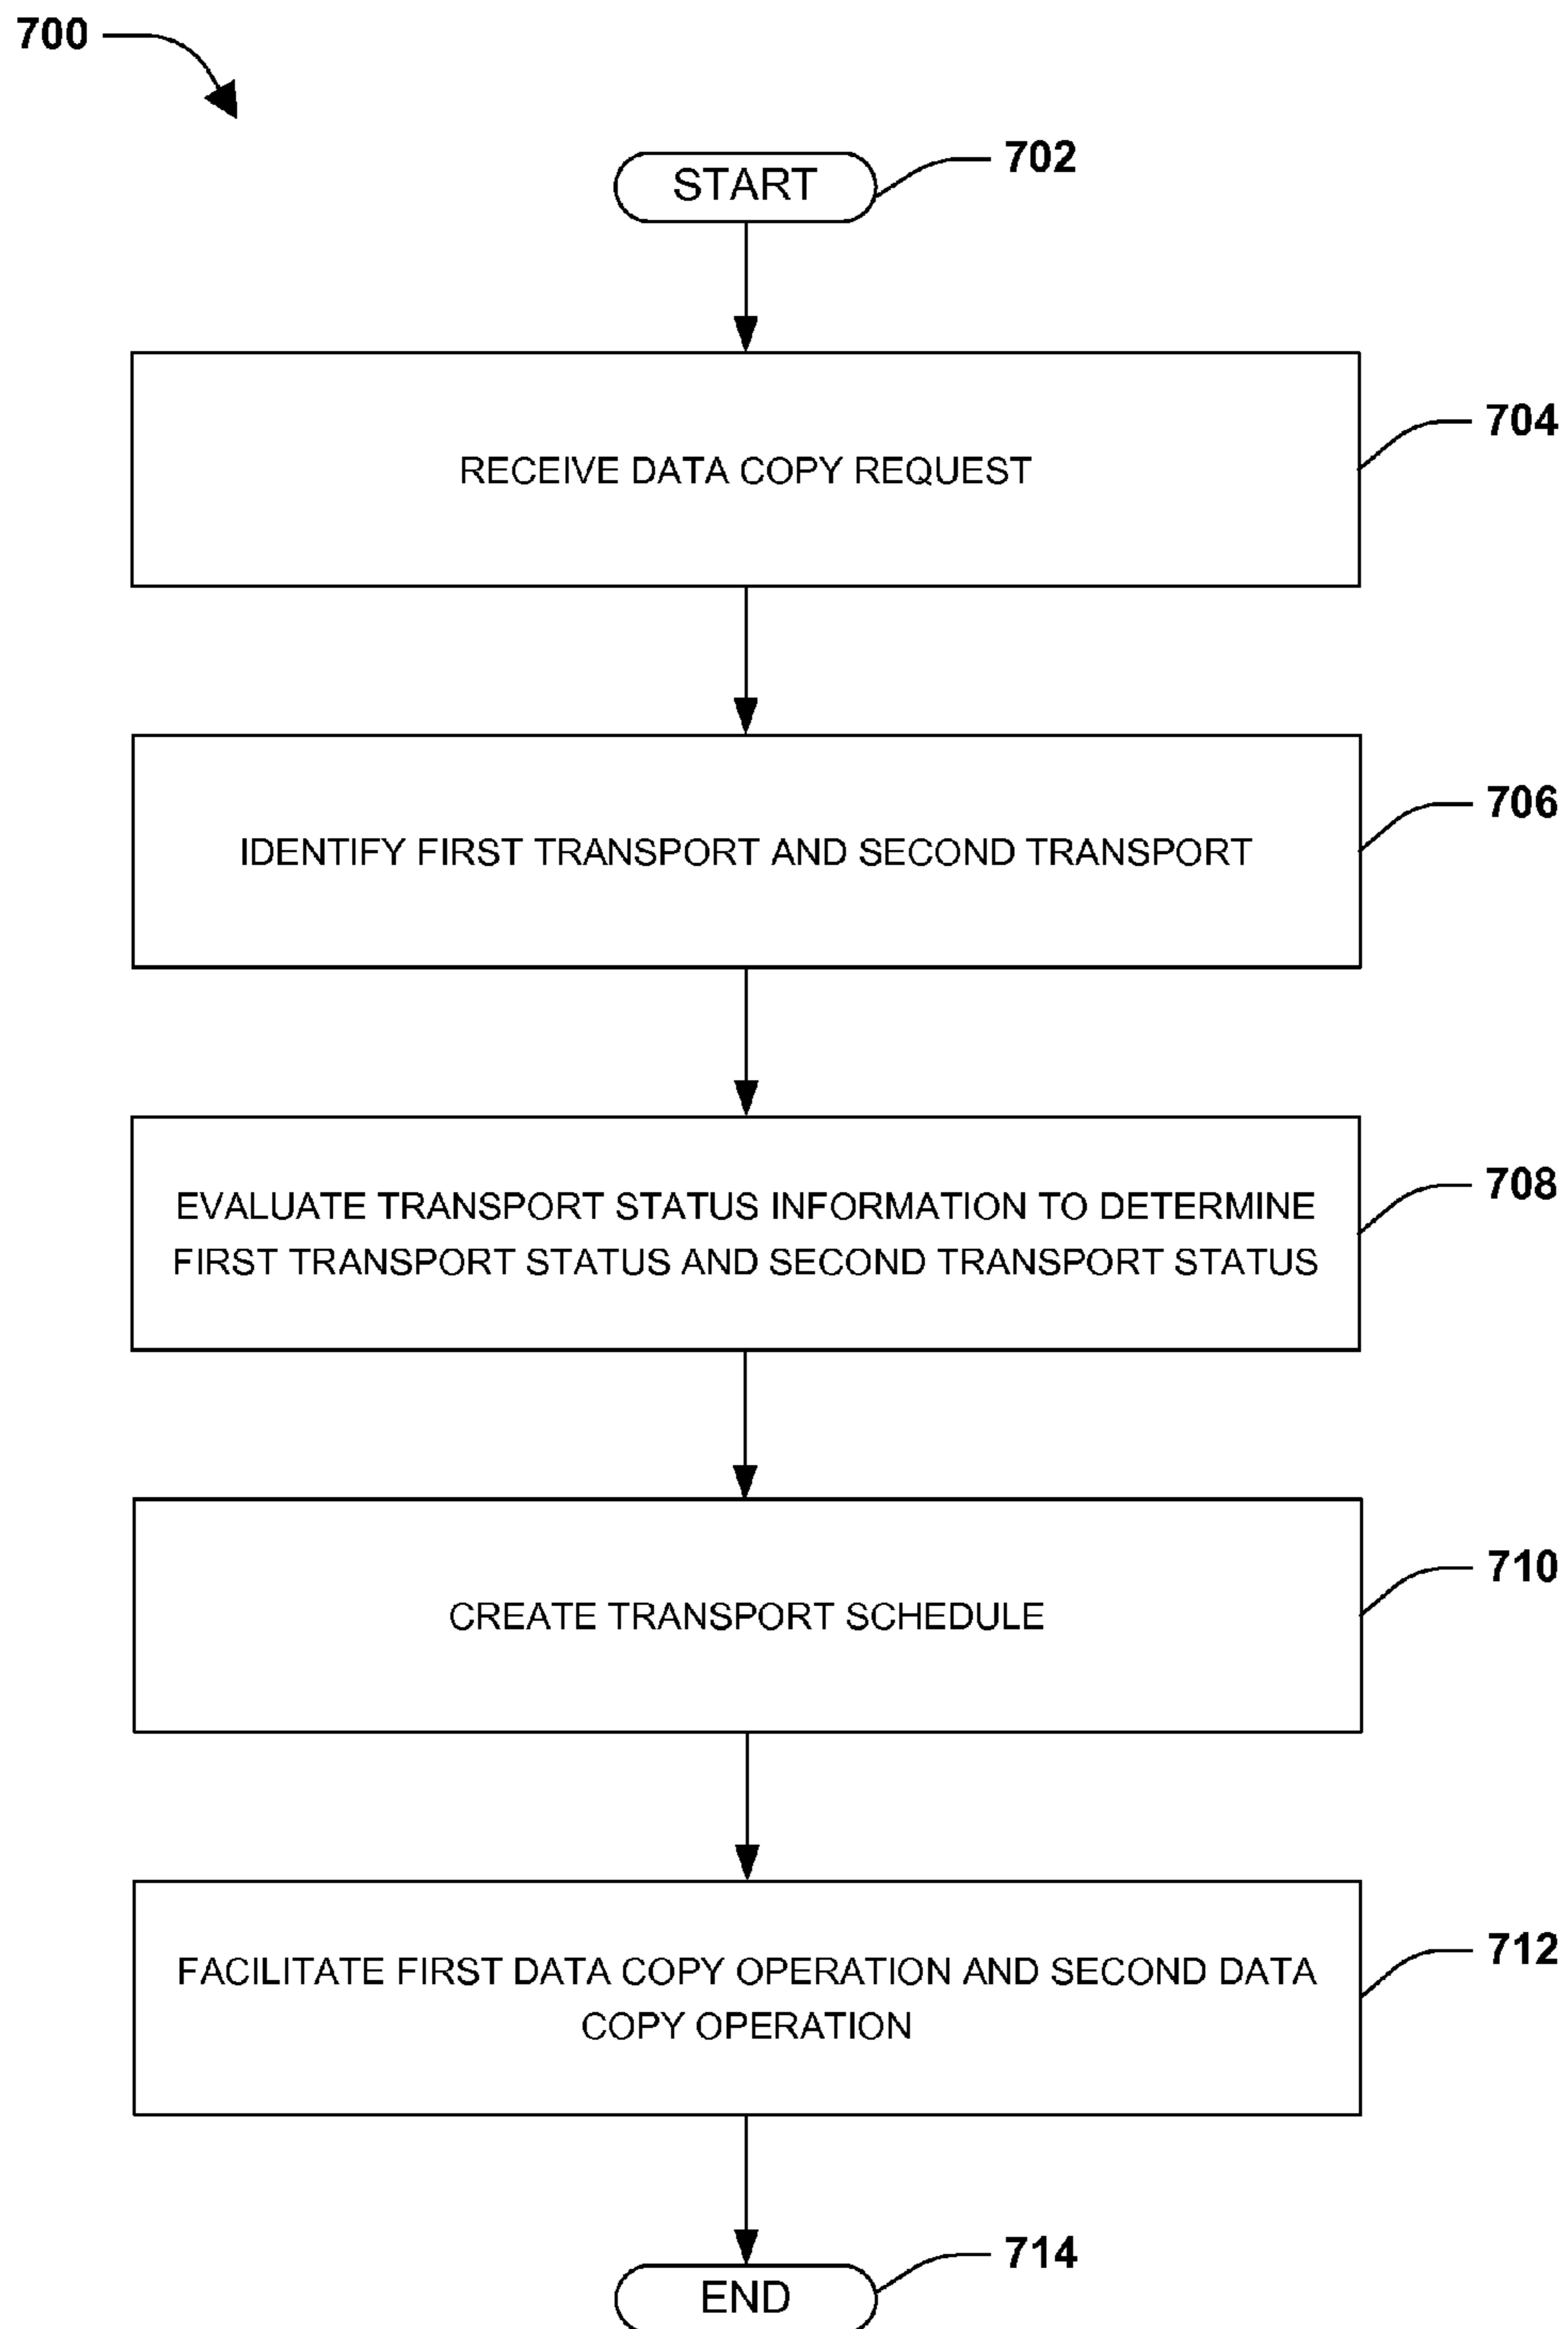 700
START
702
RECEIVE DATA COPY REQUEST
704
IDENTIFY FIRST TRANSPORT AND SECOND TRANSPORT
706
EVALUATE TRANSPORT STATUS INFORMATION TO DETERMINE
FIRST TRANSPORT STATUS AND SECOND TRANSPORT STATUS
708
CREATE TRANSPORT SCHEDULE
710
FACILITATE FIRST DATA COPY OPERATION AND SECOND DATA
COPY OPERATION
712
END
714